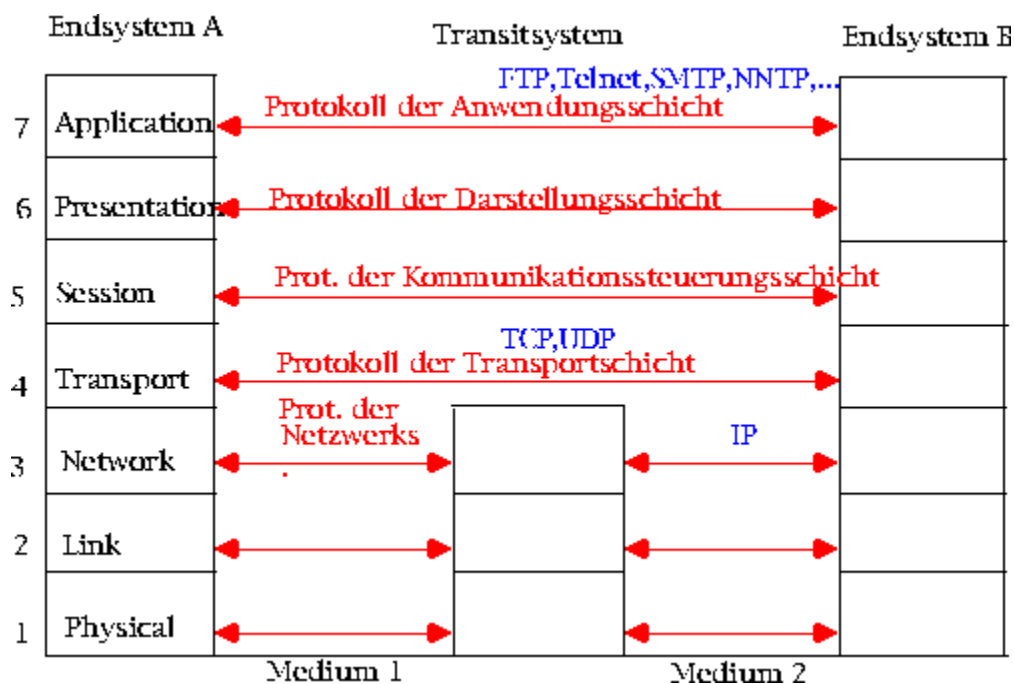 Endsystem A
Transitsystem
Endsystem B
FTP,Telnet,SMTP,NNTP,...
7
Application
Protokoll der Anwendungsschicht
6
Presentation
Protokoll der Darstellungsschicht
5
Session
Prot. der Kommunikationssteuerungsschicht
TCP,UDP
4
Transport
Protokoll der Transportschicht
Prot. der
Netzwerks
.
IP
3
Network
2
Link
1
Physical
Medium 1
Medium 2